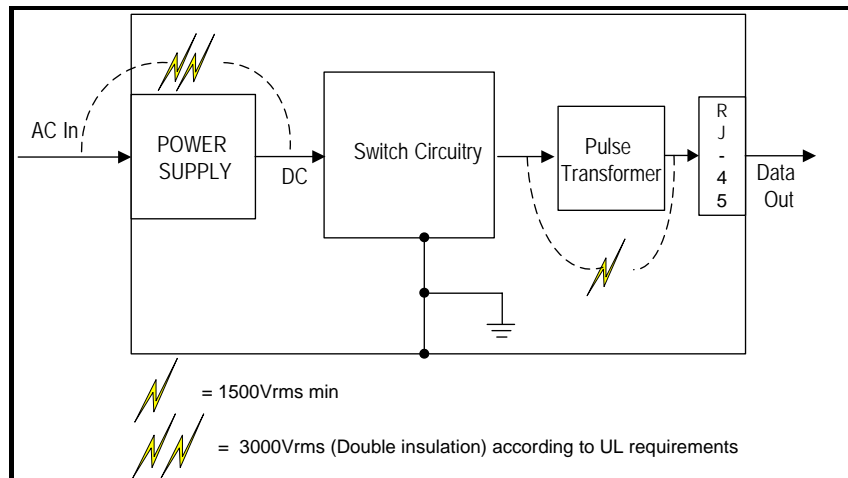 AC In
POWER
SUPPLY
DC
Switch Circuitry
Pulse
Transformer
R
J
-
4
5
Data
Out
= 1500Vrms min
= 3000Vrms (Double insulation) according to UL requirements